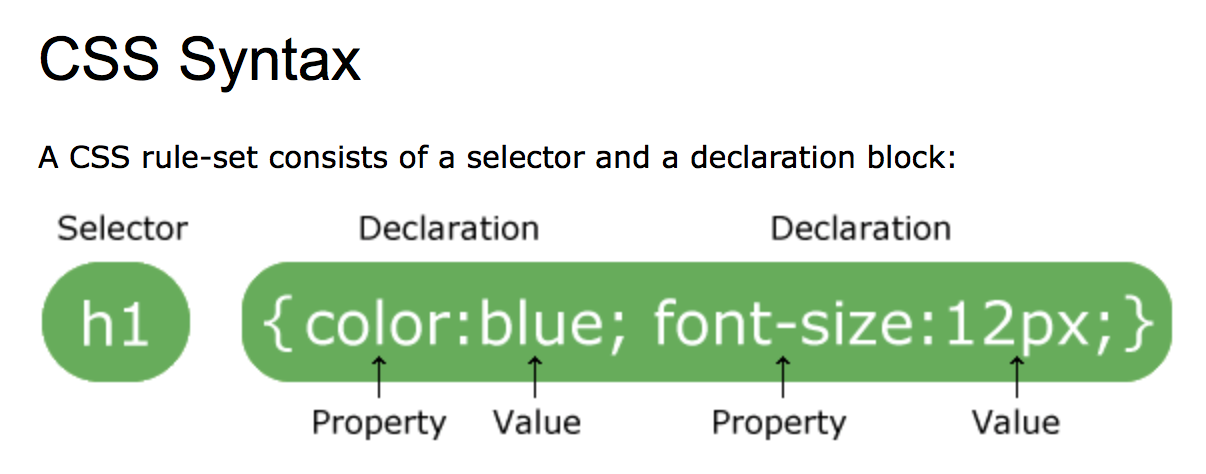 CSS Syntax
A CSS rule-set consists of a selector and a declaration block:
Selector Declaration Declaration
h1 {color:blue; font-size:12px;}
Property Value Property Value